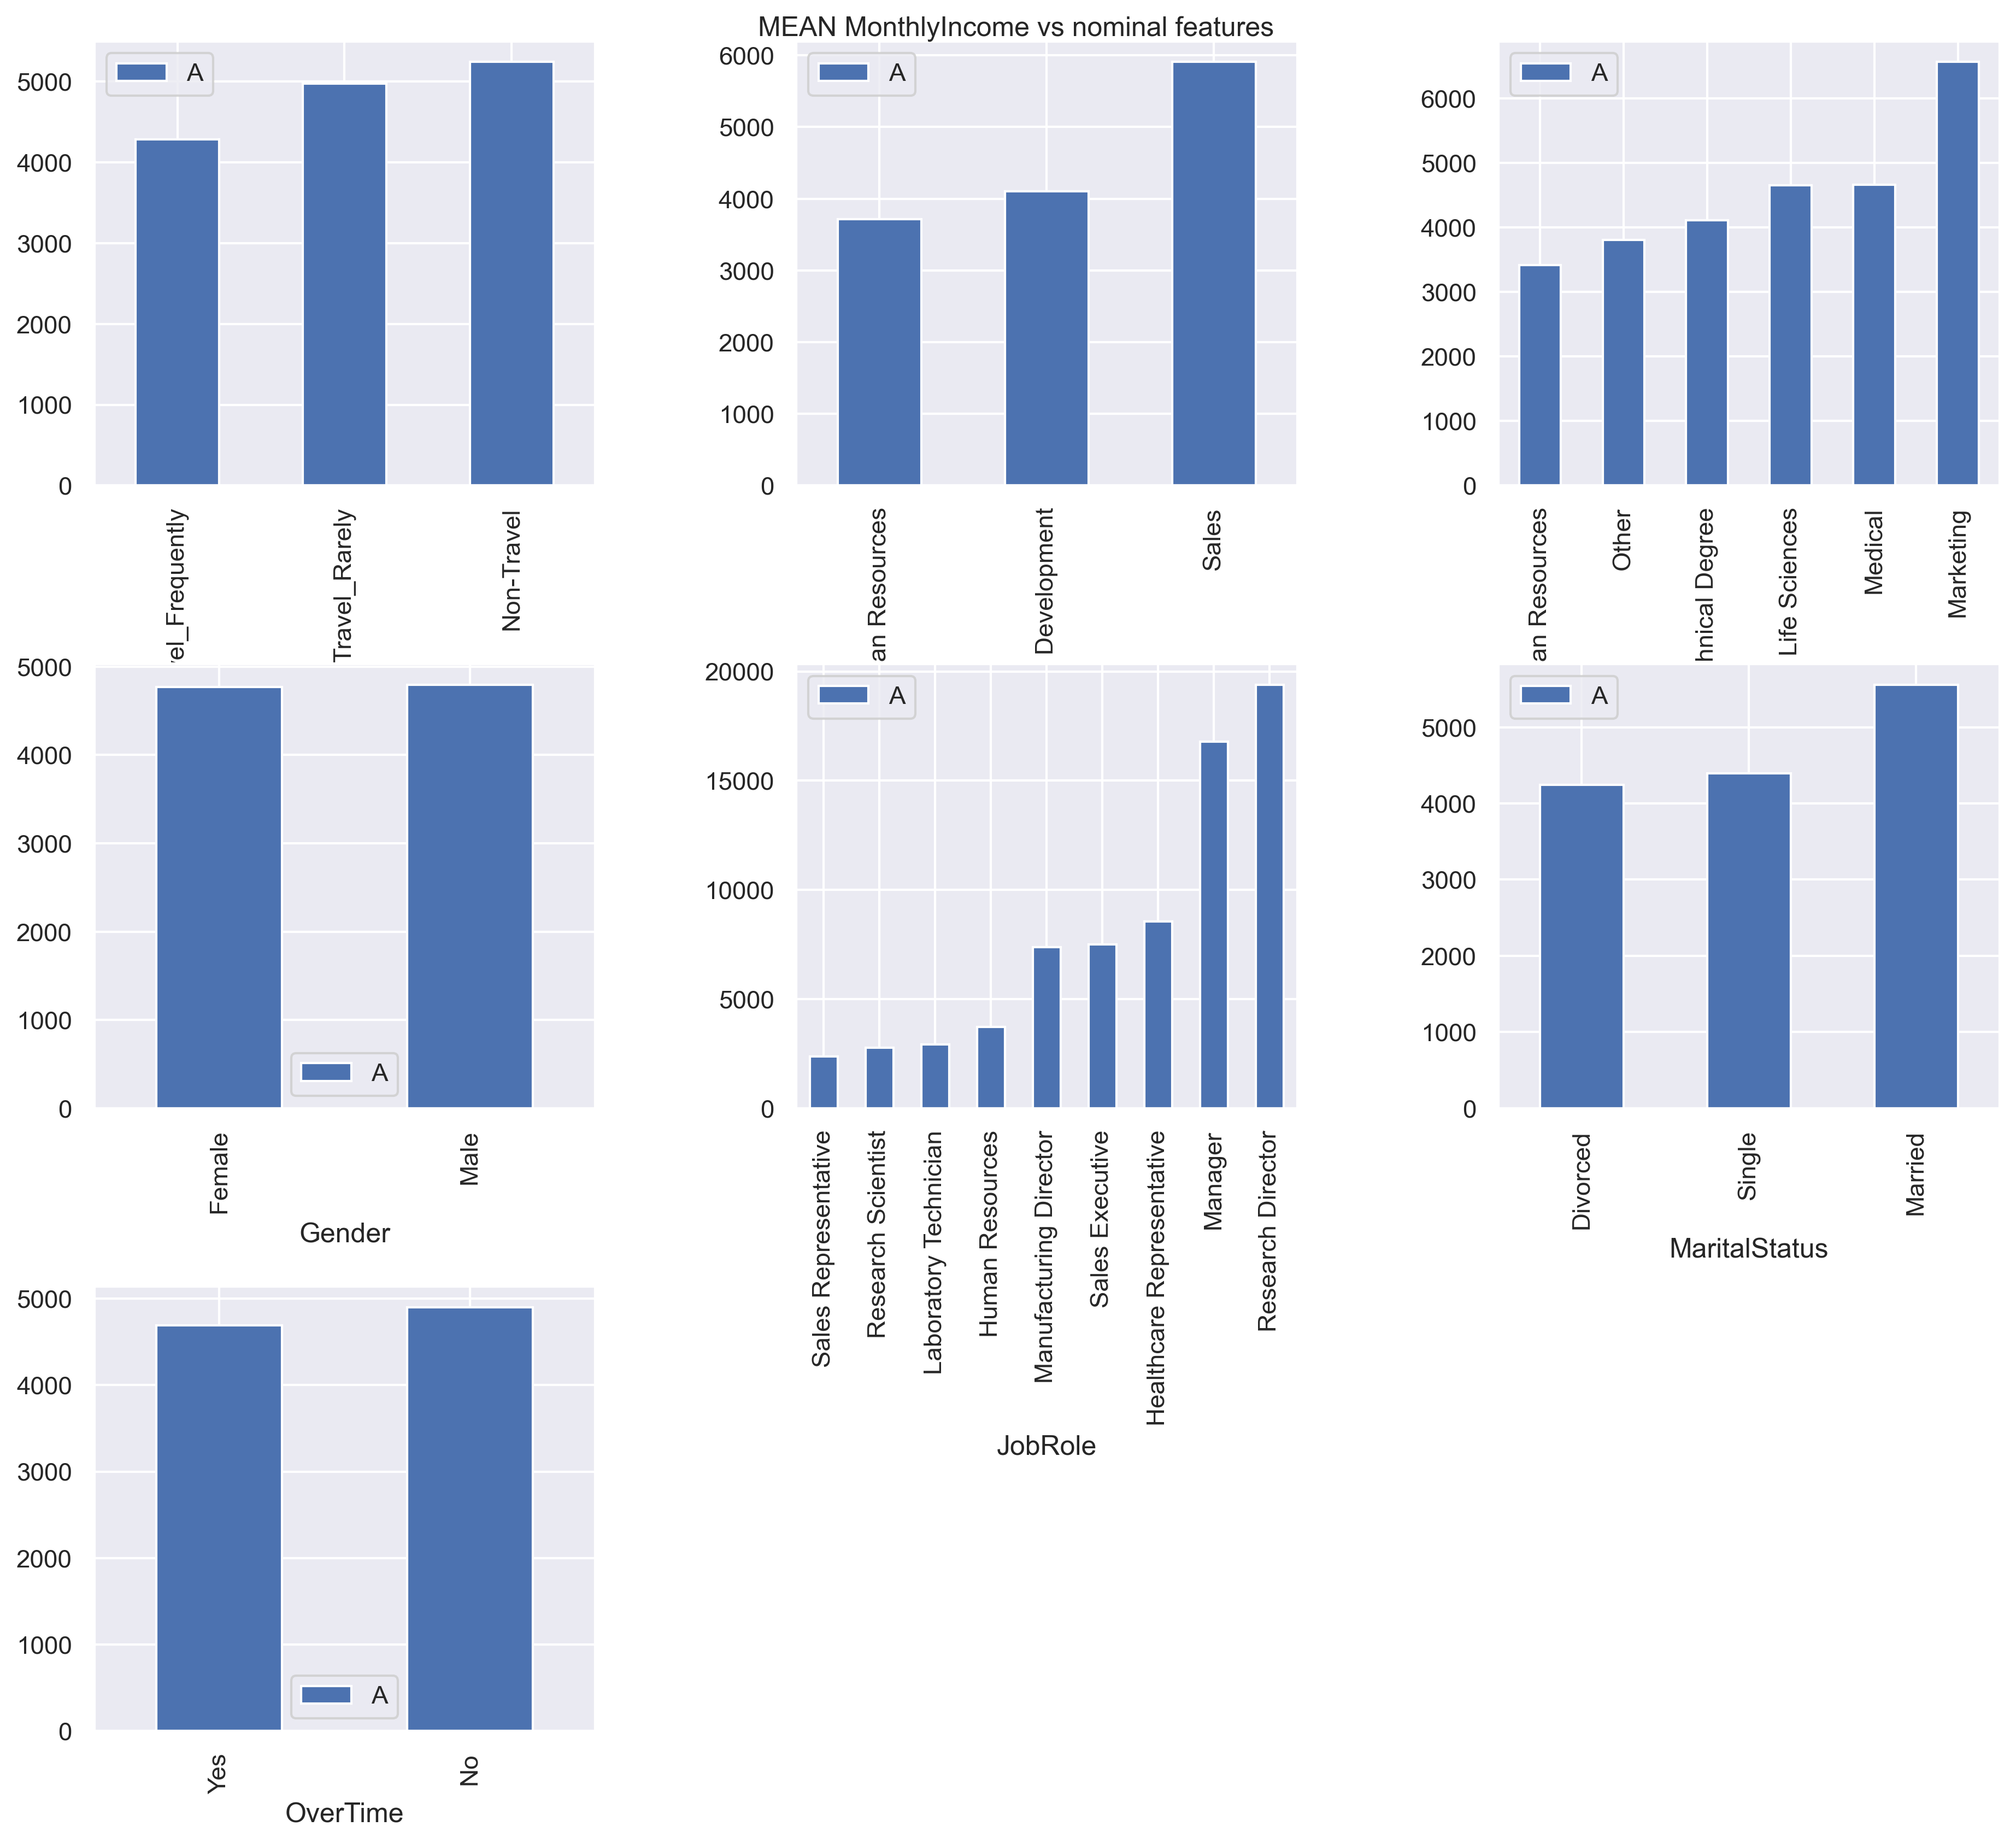 MEAN MonthlyIncome vs nominal features
A
5000
4000
3000
2000
1000
0
Travel_Rarely
Non-Travel
A
6000
5000
4000
3000
2000
1000
0
Resources
Development
Sales
A
6000
5000
4000
3000
2000
1000
0
Resources
Other
Degree
Life Sciences
Medical
Marketing
5000
4000
3000
2000
1000
0
A
Female
Male
Gender
A
20000
15000
10000
5000
0
Sales Representative
Research Scientist
Laboratory Technician
Human Resources
Manufacturing Director
Sales Executive
Healthcare Representative
Manager
Research Director
JobRole
A
5000
4000
3000
2000
1000
0
Divorced
Single
Married
MaritalStatus
5000
4000
3000
2000
1000
0
A
Yes
No
OverTime